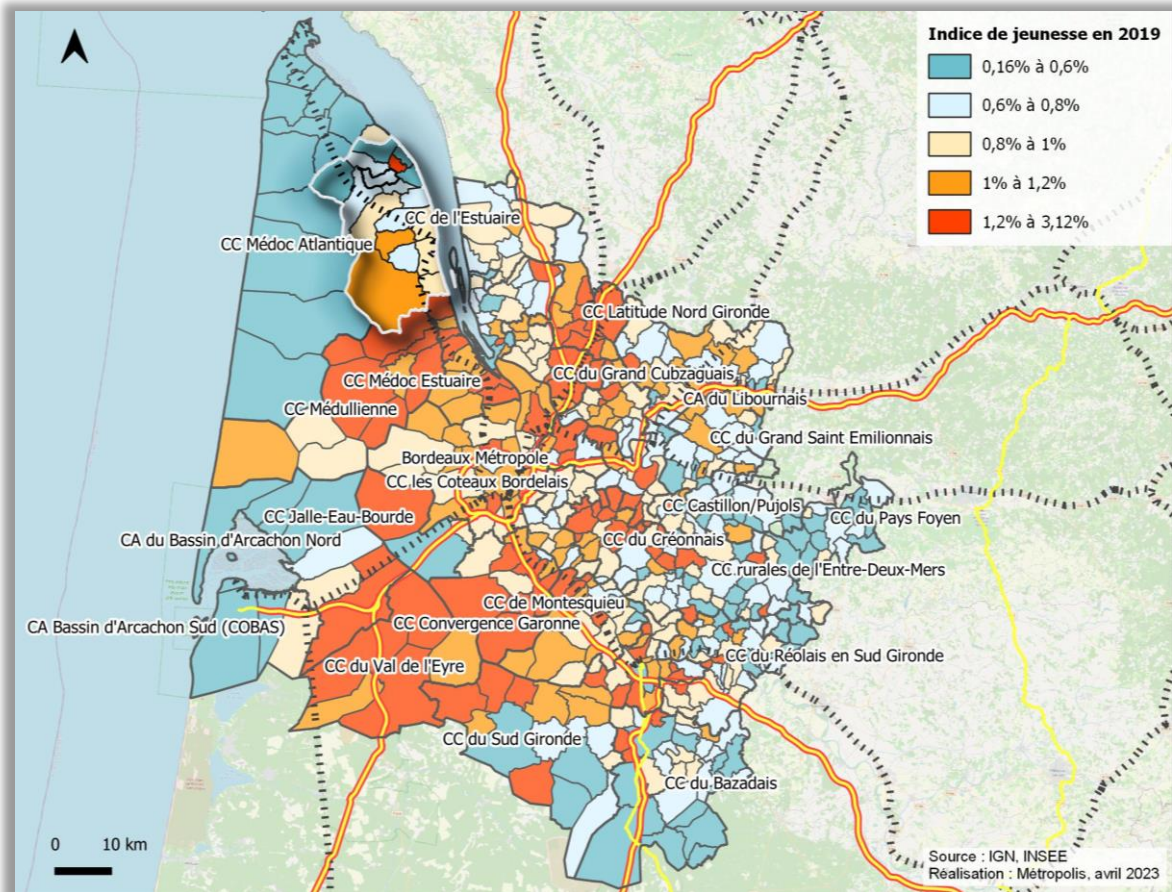 Indice de jeunesse en 2019
0,16% à 0,6%
0,6% à 0,8%
0,8% à 1%
1% à 1,2%
1,2% à 3,12%
CC de l'Estuaire
CC Médoc Atlantique
CC Latitude Nord Gironde
CC Médoc Estuaire
CC du Grand Cubzaguais
CA du Libournais
CC Médullienne
CC du Grand Saint Emilionnais
Bordeaux Métropole
CC les Coteaux Bordelais
CC Castillon/Pujols
CC Jalle-Eau-Bourde
CC du Pays Foyen
CA du Bassin d'Arcachon Nord
CC du Créonnais
CC rurales de l'Entre-Deux-Mers
CC de Montesquieu
CA Bassin d'Arcachon Sud (COBAS)
CC Convergence Garonne
CC du Réolais en Sud Gironde
CC du Val de l'Eyre
CC du Sud Gironde
CC du Bazadais
0 10 km
Source : IGN, INSEE
Réalisation : Métropolis, avril 2023